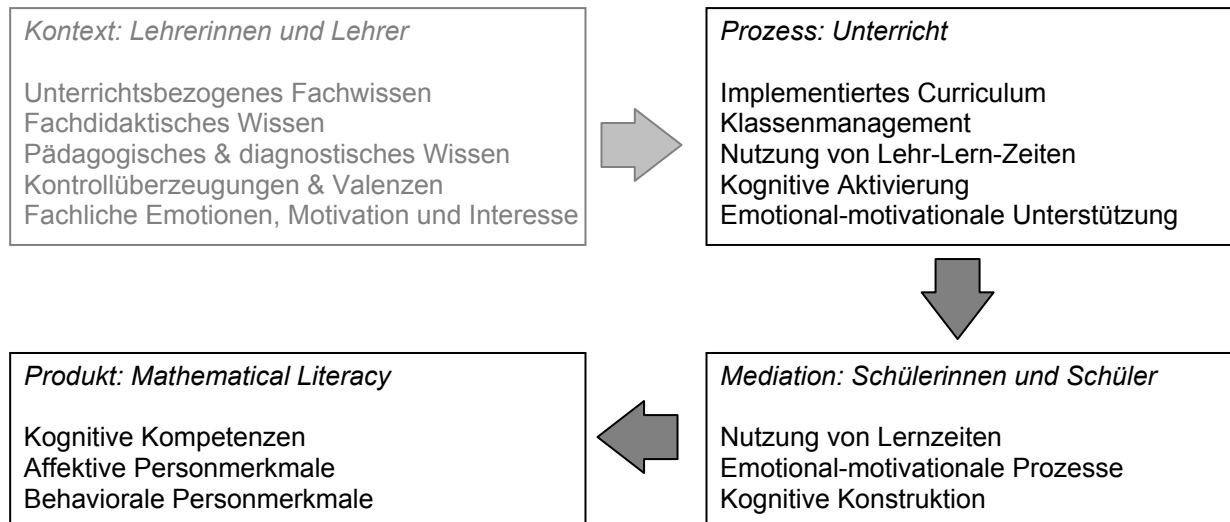 Kontext: Lehrerinnen und Lehrer
Unterrichtsbezogenes Fachwissen
Fachdidaktisches Wissen
Pädagogisches & diagnostisches Wissen
Kontrollüberzeugungen & Valenzen
Fachliche Emotionen, Motivation und Interesse
Prozess: Unterricht
Implementiertes Curriculum
Klassenmanagement
Nutzung von Lehr-Lern-Zeiten
Kognitive Aktivierung
Emotional-motivationale Unterstützung
Produkt: Mathematical Literacy
Kognitive Kompetenzen
Affektive Personmerkmale
Behaviorale Personmerkmale
Mediation: Schülerinnen und Schüler
Nutzung von Lernzeiten
Emotional-motivationale Prozesse
Kognitive Konstruktion